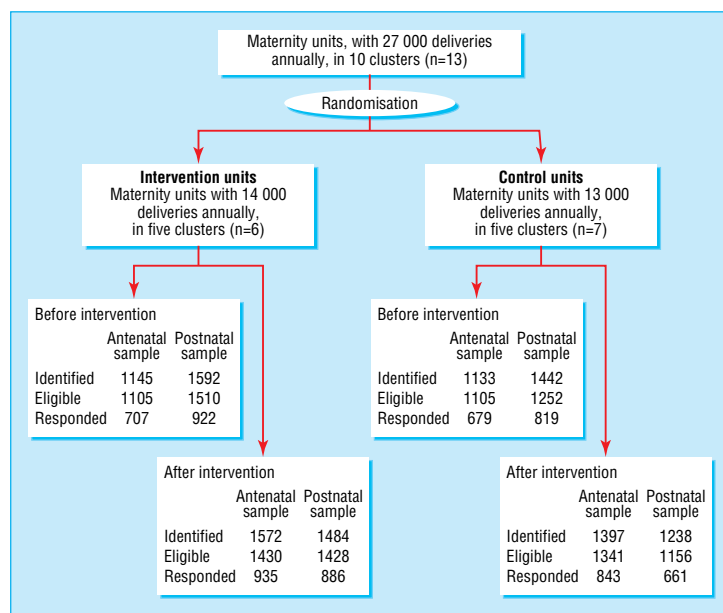 Maternity units, with 27 000 deliveries
annually, in 10 clusters (n=13)
Randomisation
Intervention units
Maternity units with 14 000
deliveries annually,
in five clusters (n=6)
Control units
Maternity units with 13 000
deliveries annually,
in five clusters (n=7)
Before intervention
Antenatal Postnatal
sample sample
Identified 1145 1592
Eligible 1105 1510
Responded 707 922
Before intervention
Antenatal Postnatal
sample sample
Identified 1133 1442
Eligible 1105 1252
Responded 679 819
After intervention
Antenatal Postnatal
sample sample
Identified 1572 1484
Eligible 1430 1428
Responded 935 886
After intervention
Antenatal Postnatal
sample sample
Identified 1397 1238
Eligible 1341 1156
Responded 843 661